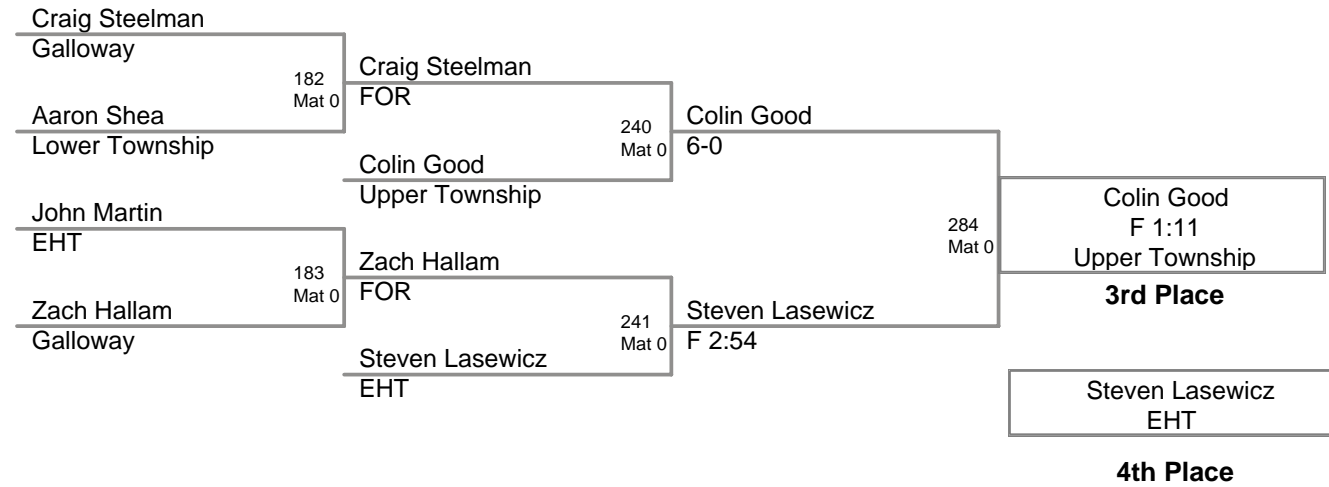 Craig Steelman
Galloway
182
Mat 0
Aaron Shea
Lower Township
Craig Steelman
FOR
240
Mat 0
Colin Good
Upper Township
Colin Good
6-0
John Martin
EHT
183
Mat 0
Zach Hallam
Galloway
Zach Hallam
FOR
241
Mat 0
Steven Lasewicz
EHT
Steven Lasewicz
F 2:54
284
Mat 0
Colin Good
F 1:11
Upper Township
3rd Place
Steven Lasewicz
EHT
4th Place